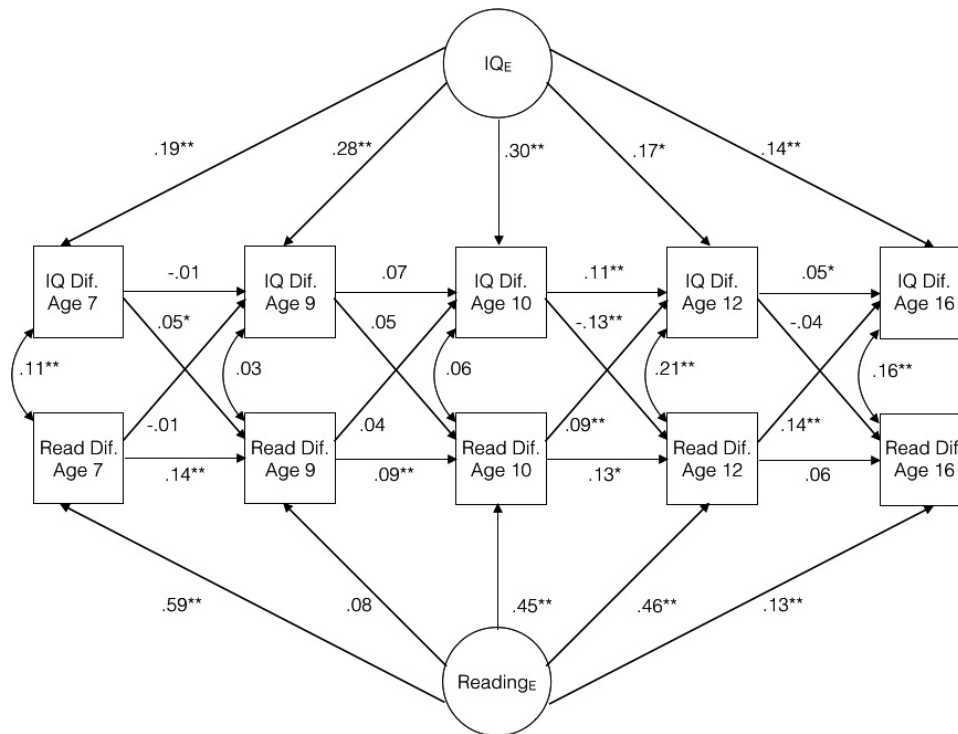 IQE
.19**
.28**
.30**
.17*
.14**
IQ Dif.
Age 7
-.01
IQ Dif.
Age 9
.07
IQ Dif.
Age 10
.11**
IQ Dif.
Age 12
.05*
IQ Dif.
Age 16
.05*
.05
-.13**
-.04
.11**
.03
.06
.21**
.16**
-.01
.04
.09**
.14**
Read Dif.
Age 7
.14**
Read Dif.
Age 9
.09**
Read Dif.
Age 10
.13*
Read Dif.
Age 12
.06
Read Dif.
Age 16
.59**
.08
.45**
.46**
.13**
ReadingE